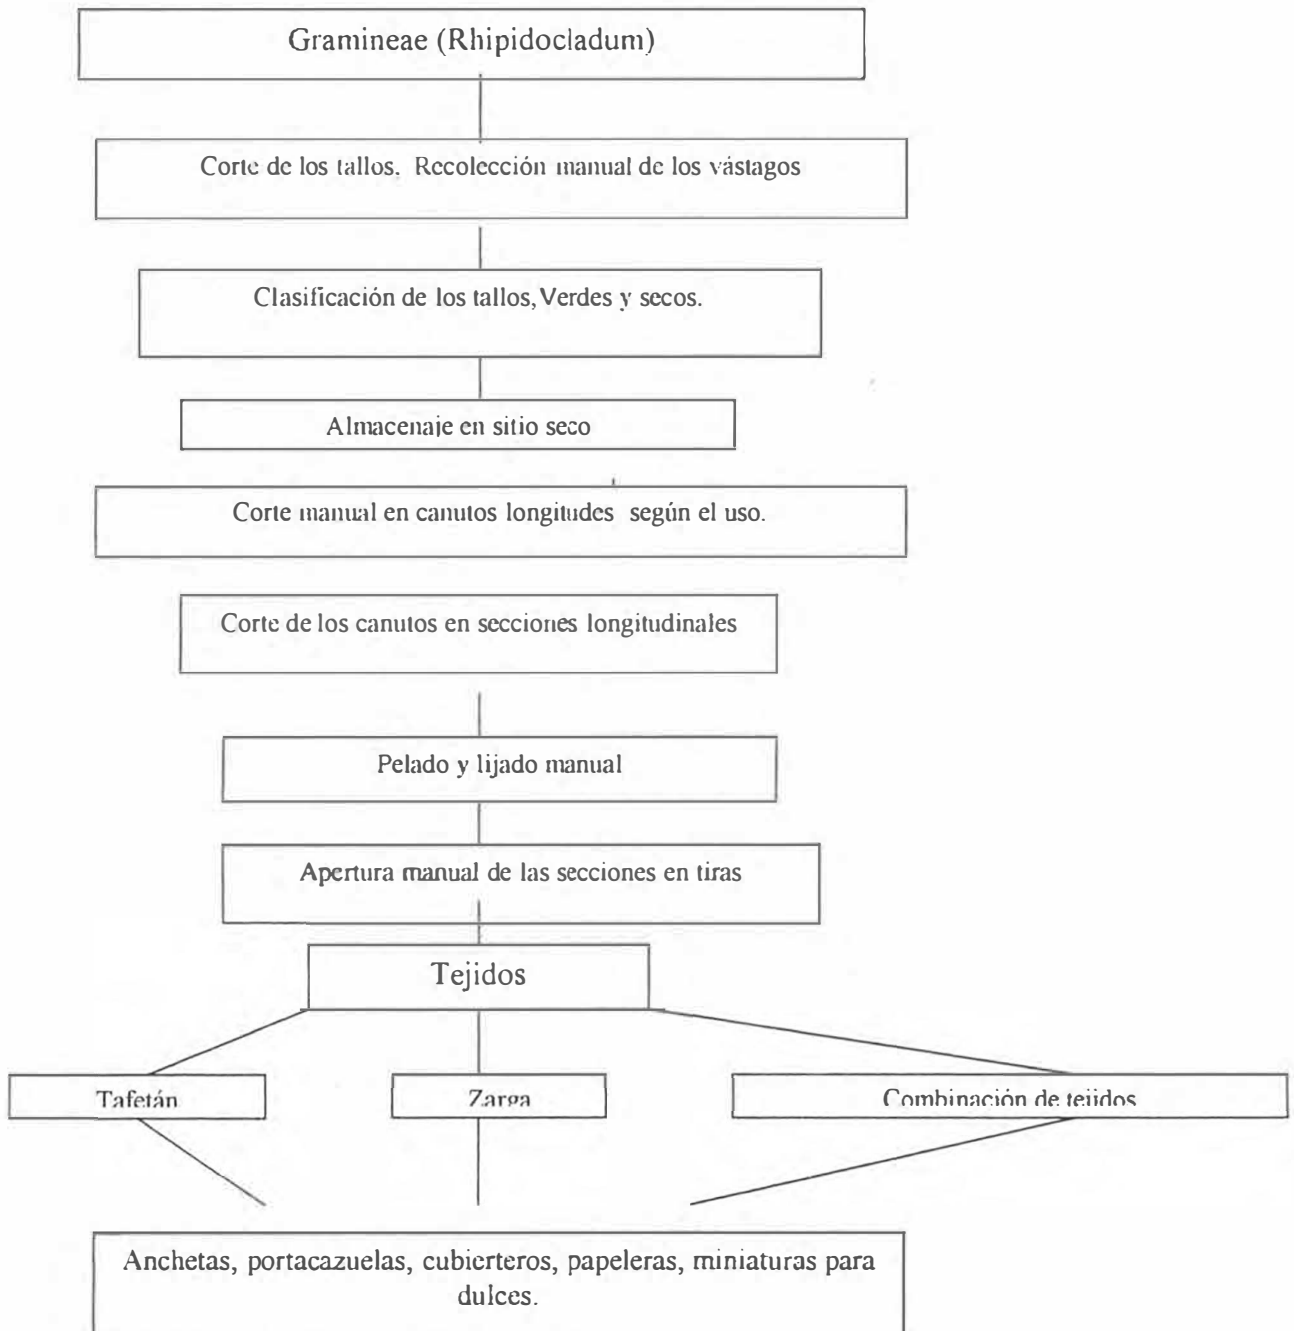 Gramineae (Rhipidocladum)
Corte de los tallos. Recolección manual de los vástagos
Clasificación de los tallos, Verdes y secos.
Almacenaje en sitio seco
Corte manual en canutos longitudes según el uso.
Corte de los canutos en secciones longitudinales
Pelado y lijado manual
Apertura manual de las secciones en tiras
Tejidos
Tafetán
Zarga
Combinación de tejidos
Anchetas, portacazuelas, cubierteros, papeleras, miniaturas para
dulces.